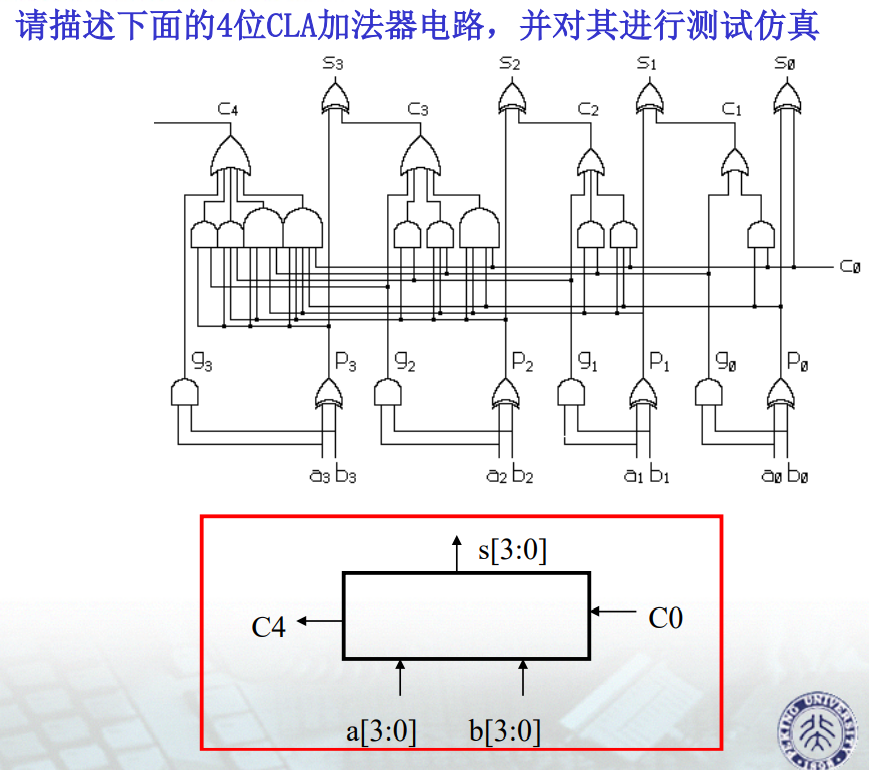 请描述下面的4位CLA加法器电路，并对其进行测试仿真
S3 S2 S1 S0
C4 C3 C2 C1
C0
g3 P3 g2 P2 g1 P1 g0 P0
a3 b3 a2 b2 a1 b1 a0 b0
s[3:0]
C4 C0
a[3:0] b[3:0]
PEKING UNIVERSITY
1898